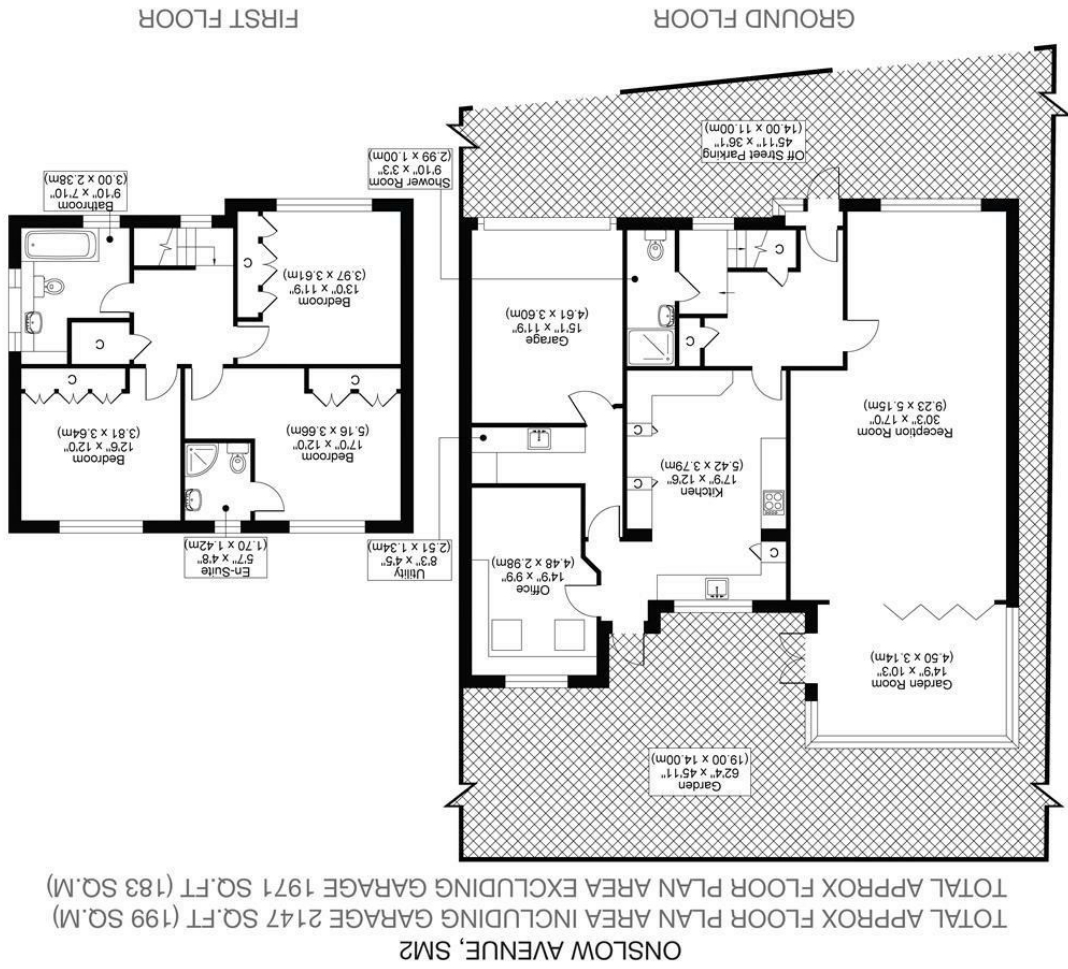 ONSLOW AVENUE, SM2
TOTAL APPROX FLOOR PLAN AREA INCLUDING GARAGE 2147 SQ.FT (199 SQ.M)
TOTAL APPROX FLOOR PLAN AREA EXCLUDING GARAGE 1971 SQ.FT (183 SQ.M)
Garden
62'4" x 45'11"
(19.00 x 14.00m)
Garden Room
14'9" x 10'3"
(4.50 x 3.14m)
Office
14'9" x 9'9"
(4.48 x 2.98m)
Utility
8'3" x 4'5"
(2.51 x 1.34m)
C
Kitchen
17'9" x 12'6"
(5.42 x 3.79m)
C
C
Reception Room
30'3" x 17'0"
(9.23 x 5.15m)
Garage
15'1" x 11'9"
(4.61 x 3.60m)
C
C
Shower Room
9'10" x 3'3"
(2.99 x 1.00m)
Off Street Parking
45'11" x 36'1"
(14.00 x 11.00m)
GROUND FLOOR
En-Suite
5'7" x 4'8"
(1.70 x 1.42m)
Bedroom
17'0" x 12'0"
(5.16 x 3.66m)
C
Bedroom
12'6" x 12'0"
(3.81 x 3.64m)
C
C
Bedroom
13'0" x 11'9"
(3.97 x 3.61m)
C
Bathroom
9'10" x 7'10"
(3.00 x 2.38m)
FIRST FLOOR